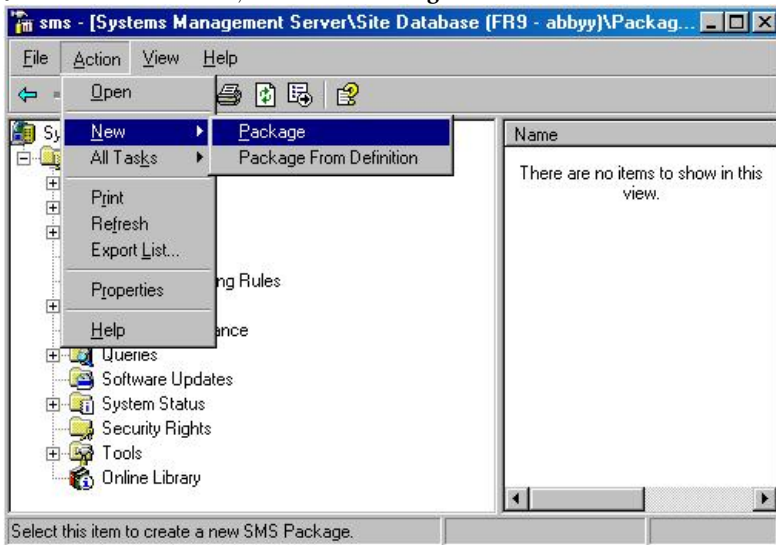 sms - [Systems Management Server\Site Database (FR9 - abbyy)\Packag...
File Action View Help
Open
New Package
All Tasks Package From Definition
Print
Refresh
Export List...
Properties
Help
Sy
ng Rules
ance
Queries
Software Updates
System Status
Security Rights
Tools
Online Library
Name
There are no items to show in this
view.
Select this item to create a new SMS Package.